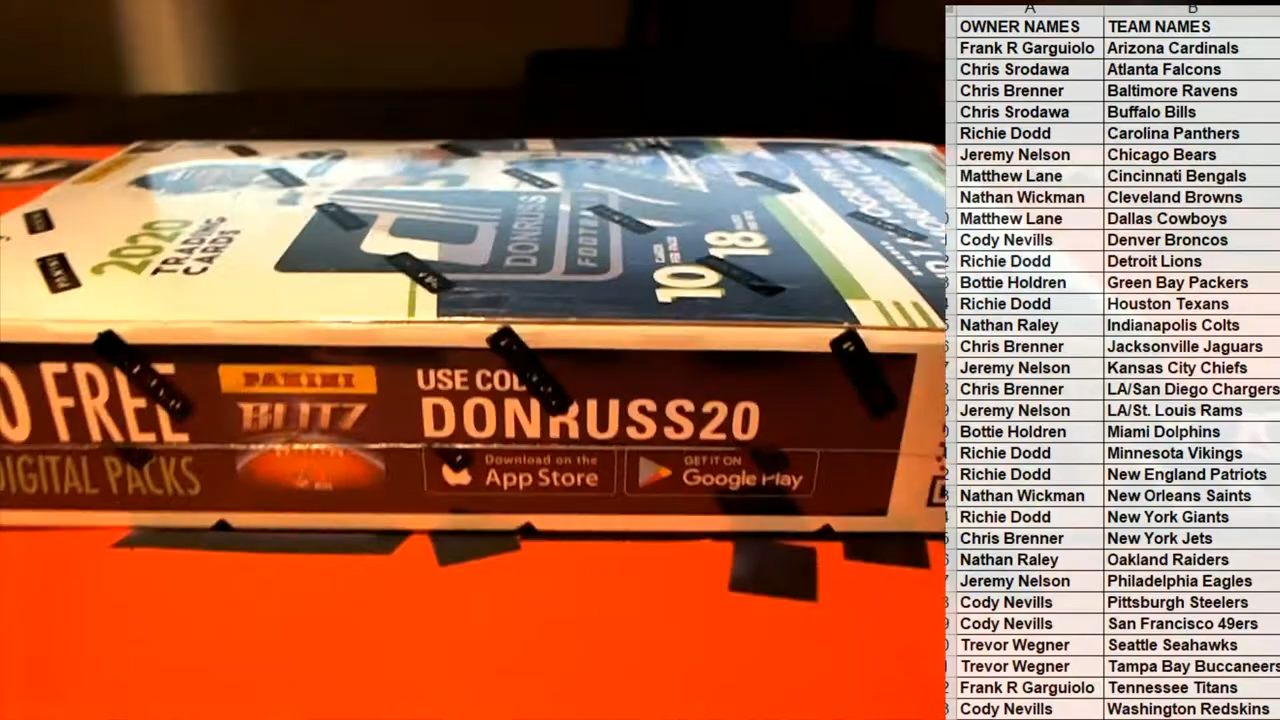 2020
TRADING
CARDS
DONRUSS
FOOTBALL
10
18
FREE
DIGITAL PACKS
PANINI
BLITZ
USE
DONRUSS20
Download on the
App Store
GET IT ON
Google Play
A B
OWNER NAMES TEAM NAMES
Frank R Garguiolo Arizona Cardinals
Chris Srodawa Atlanta Falcons
Chris Brenner Baltimore Ravens
Chris Srodawa Buffalo Bills
Richie Dodd Carolina Panthers
Jeremy Nelson Chicago Bears
Matthew Lane Cincinnati Bengals
Nathan Wickman Cleveland Browns
Matthew Lane Dallas Cowboys
Cody Nevills Denver Broncos
Richie Dodd Detroit Lions
Bottie Holdren Green Bay Packers
Richie Dodd Houston Texans
Nathan Raley Indianapolis Colts
Chris Brenner Jacksonville Jaguars
Jeremy Nelson Kansas City Chiefs
Chris Brenner LA/San Diego Chargers
Jeremy Nelson LA/St. Louis Rams
Bottie Holdren Miami Dolphins
Richie Dodd Minnesota Vikings
Richie Dodd New England Patriots
Nathan Wickman New Orleans Saints
Richie Dodd New York Giants
Chris Brenner New York Jets
Nathan Raley Oakland Raiders
Jeremy Nelson Philadelphia Eagles
Cody Nevills Pittsburgh Steelers
Cody Nevills San Francisco 49ers
Trevor Wegner Seattle Seahawks
Trevor Wegner Tampa Bay Buccaneers
Frank R Garguiolo Tennessee Titans
Cody Nevills Washington Redskins